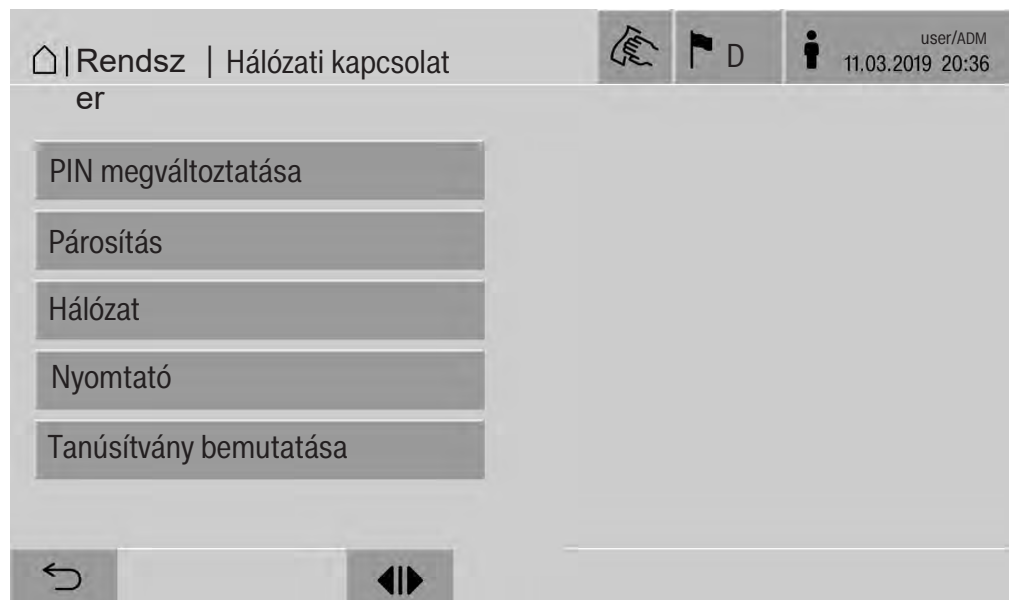 |Rendsz | Hálózati kapcsolat
er
D
user/ADM
11.03.2019 20:36
PIN megváltoztatása
Párosítás
Hálózat
Nyomtató
Tanúsítvány bemutatása